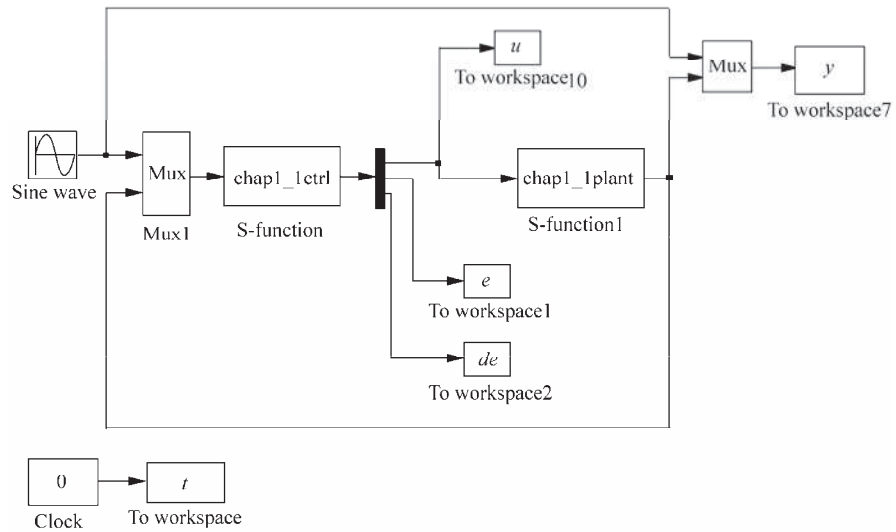 u
To workspace10
Mux
y
To workspace7
Sine wave
Mux
Mux1
chap1_1ctrl
S-function
chap1_1plant
S-function1
e
To workspace1
de
To workspace2
0
Clock
t
To workspace